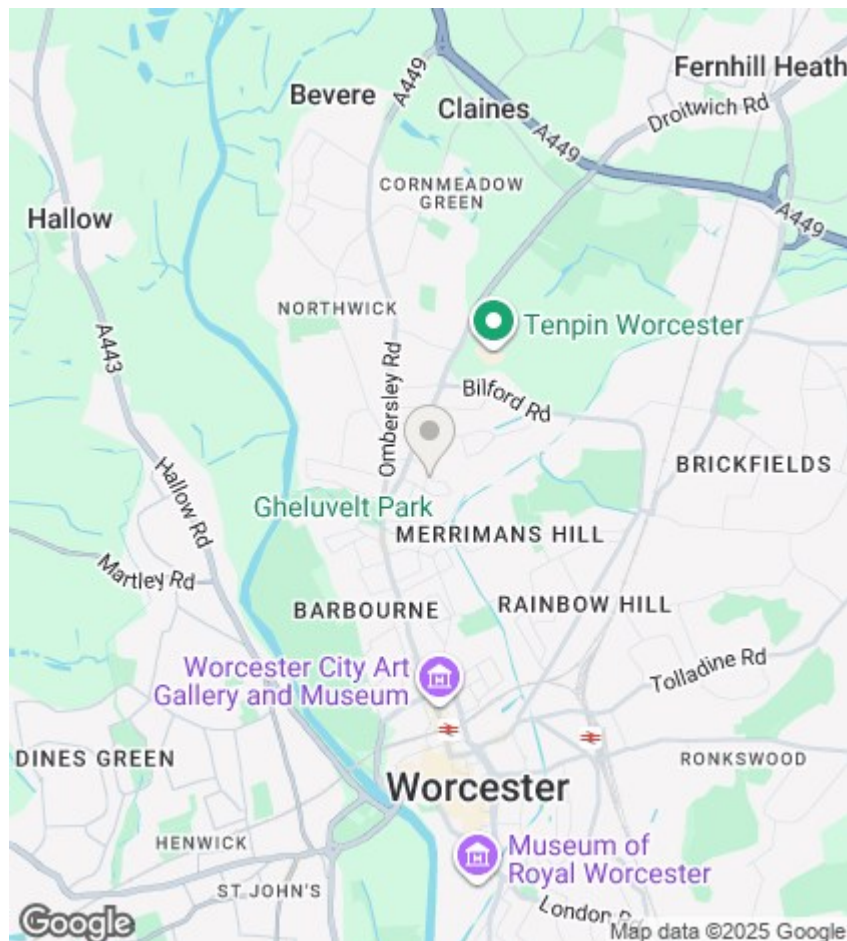 Fernhill Heath
Bevere
A449
Claines
Droitwich Rd
A449
CORNMEADOW
GREEN
A449
Hallow
NORTHWICK
Tenpin Worcester
A443
Ombersley Rd
Bilford Rd
BRICKFIELDS
Hallow Rd
Gheluvelt Park
MERRIMANS HILL
Martley Rd
BARBOURNE
RAINBOW HILL
Worcester City Art
Gallery and Museum
Tolladine Rd
DINES GREEN
RONKSWOOD
Worcester
HENWICK
Museum of
Royal Worcester
ST JOHN'S
London Rd
Google
Map data ©2025 Google